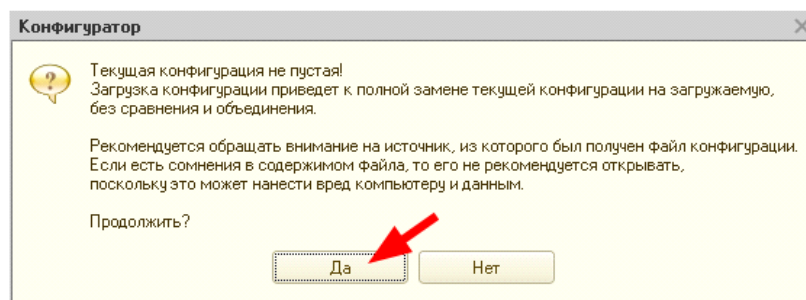 Конфигуратор
Текущая конфигурация не пустая!
Загрузка конфигурации приведет к полной замене текущей конфигурации на загружаемую,
без сравнения и объединения.
Рекомендуется обращать внимание на источник, из которого был получен файл конфигурации.
Если есть сомнения в содержимом файла, то его не рекомендуется открывать,
поскольку это может нанести вред компьютеру и данным.
Продолжить?
Да
Нет